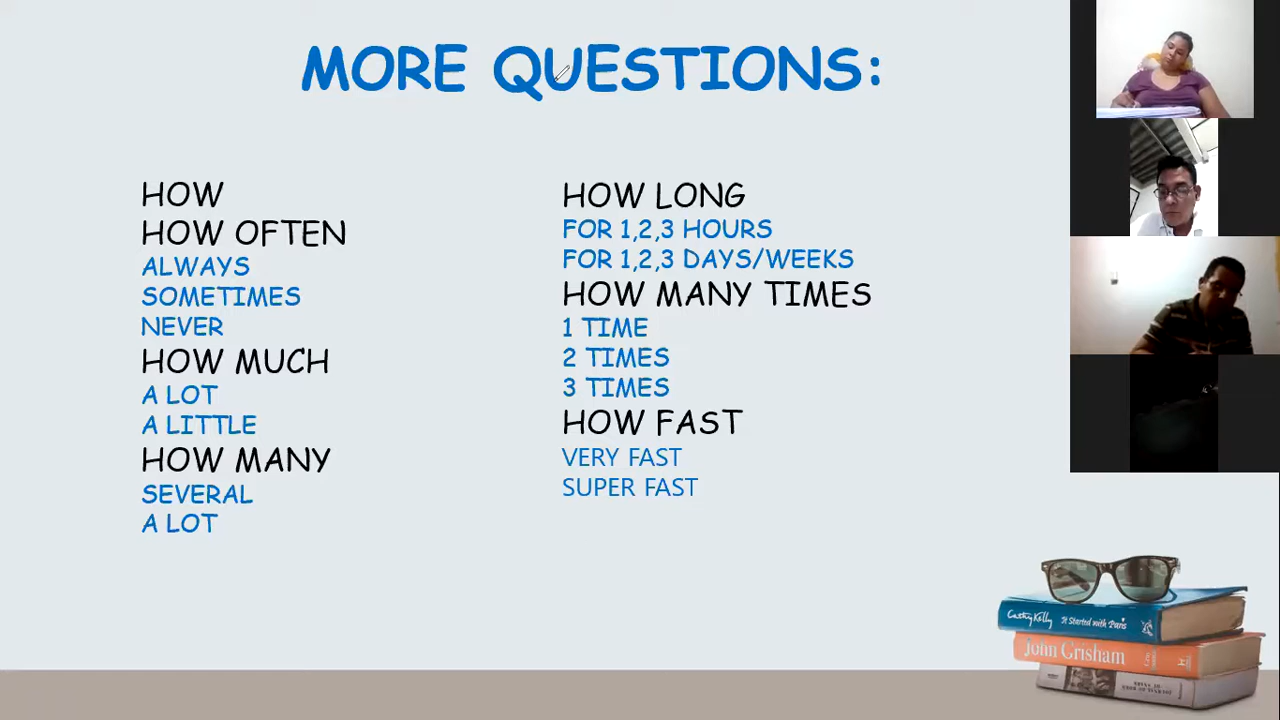 MORE QUESTIONS:
HOW
HOW OFTEN
ALWAYS
SOMETIMES
NEVER
HOW MUCH
A LOT
A LITTLE
HOW MANY
SEVERAL
A LOT
HOW LONG
FOR 1,2,3 HOURS
FOR 1,2,3 DAYS/WEEKS
HOW MANY TIMES
1 TIME
2 TIMES
3 TIMES
HOW FAST
VERY FAST
SUPER FAST
Cathy Kelly It Started with Paris
John Grisham